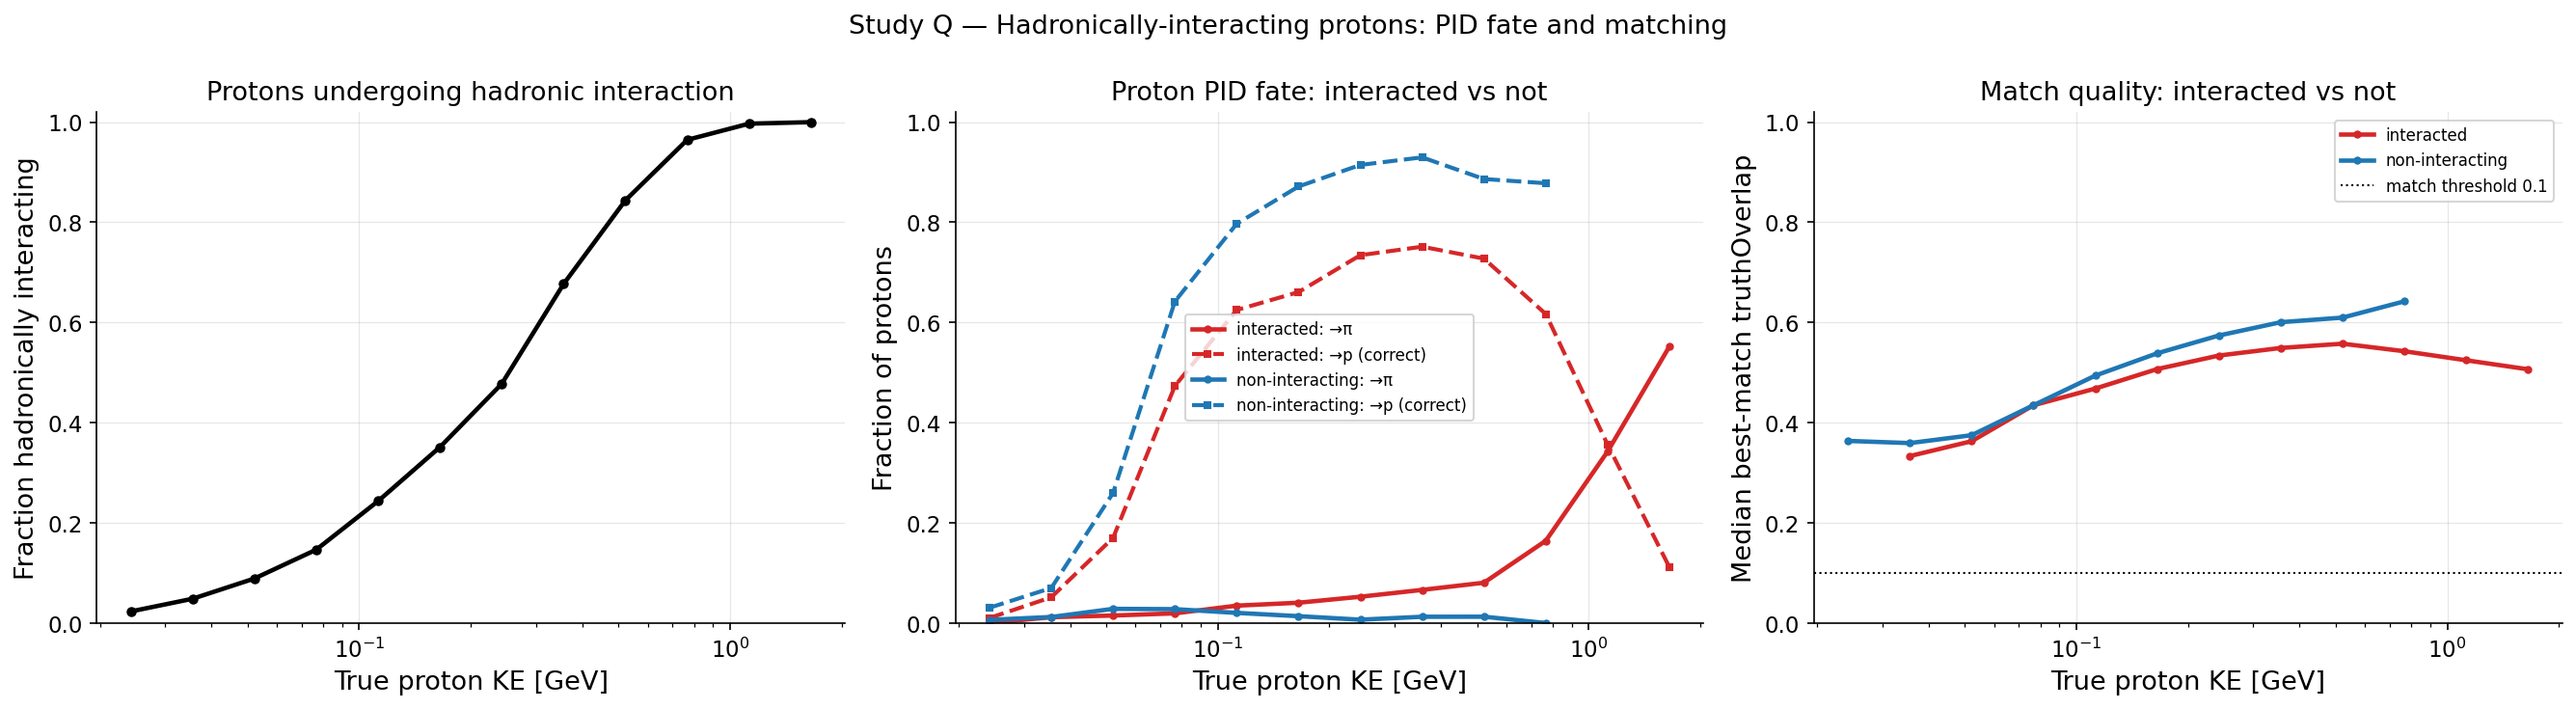 Study Q — Hadronically-interacting protons: PID fate and matching
Protons undergoing hadronic interaction
Fraction hadronically interacting
1.0
0.8
0.6
0.4
0.2
0.0
10⁻¹
10⁰
True proton KE [GeV]
Proton PID fate: interacted vs not
Fraction of protons
1.0
0.8
0.6
0.4
0.2
0.0
interacted: →π
interacted: →p (correct)
non-interacting: →π
non-interacting: →p (correct)
10⁻¹
10⁰
True proton KE [GeV]
Match quality: interacted vs not
Median best-match truthOverlap
1.0
0.8
0.6
0.4
0.2
0.0
interacted
non-interacting
match threshold 0.1
10⁻¹
10⁰
True proton KE [GeV]